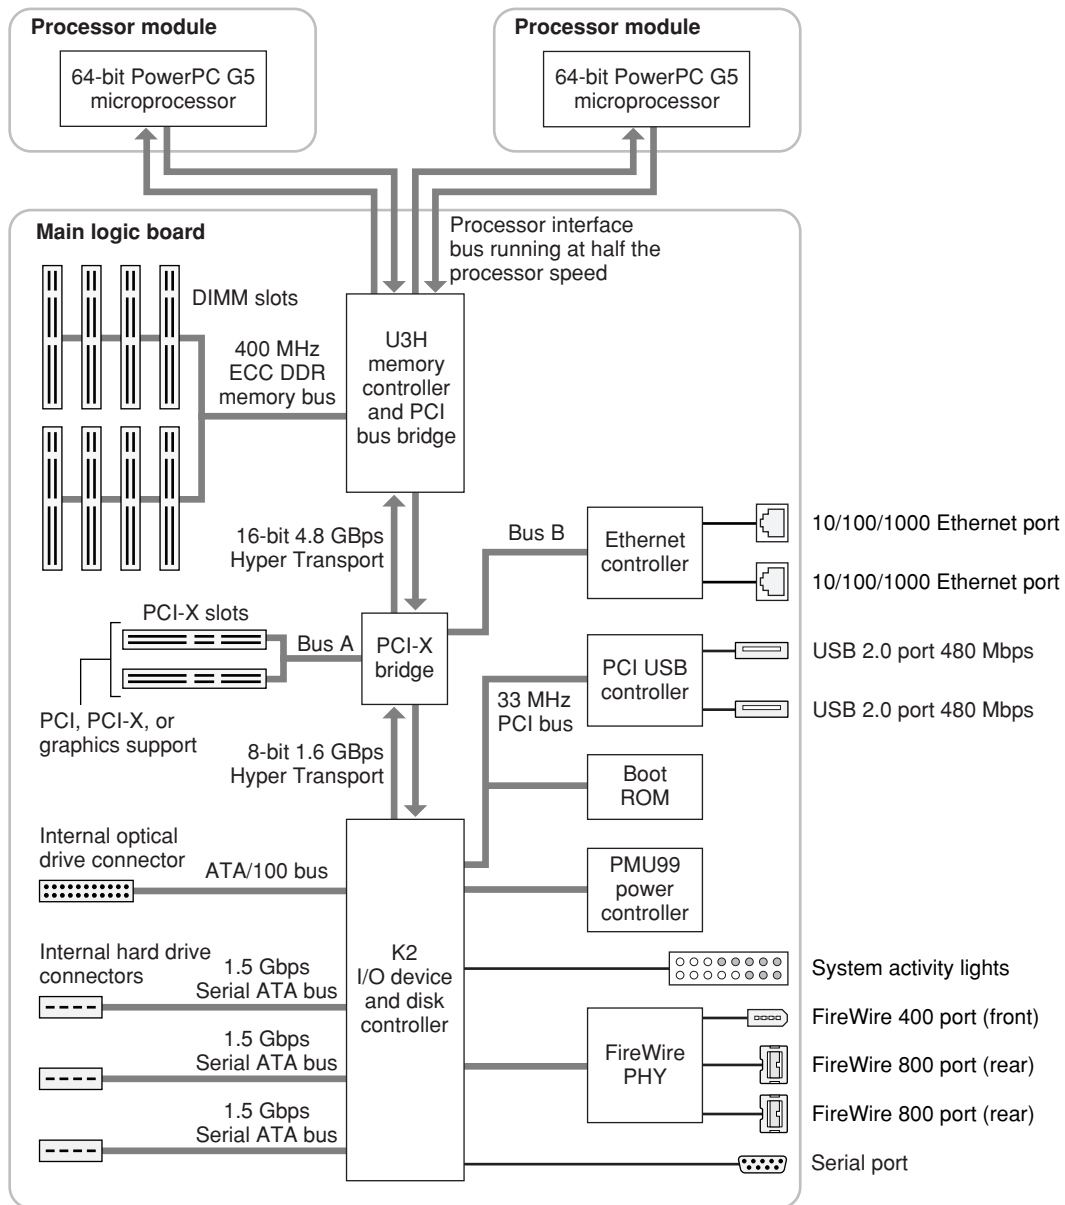 Processor module
64-bit PowerPC G5
microprocessor
Processor module
64-bit PowerPC G5
microprocessor
Main logic board
Processor interface
bus running at half the
processor speed
DIMM slots
400 MHz
ECC DDR
memory bus
U3H
memory
controller
and PCI
bus bridge
16-bit 4.8 GBps
Hyper Transport
Bus B
Ethernet
controller
10/100/1000 Ethernet port
10/100/1000 Ethernet port
PCI-X slots
Bus A
PCI-X
bridge
PCI, PCI-X, or
graphics support
PCI USB
controller
USB 2.0 port 480 Mbps
USB 2.0 port 480 Mbps
33 MHz
PCI bus
8-bit 1.6 GBps
Hyper Transport
Boot
ROM
Internal optical
drive connector
ATA/100 bus
PMU99
power
controller
K2
I/O device
and disk
controller
Internal hard drive
connectors
1.5 Gbps
Serial ATA bus
1.5 Gbps
Serial ATA bus
1.5 Gbps
Serial ATA bus
System activity lights
FireWire
PHY
FireWire 400 port (front)
FireWire 800 port (rear)
FireWire 800 port (rear)
Serial port